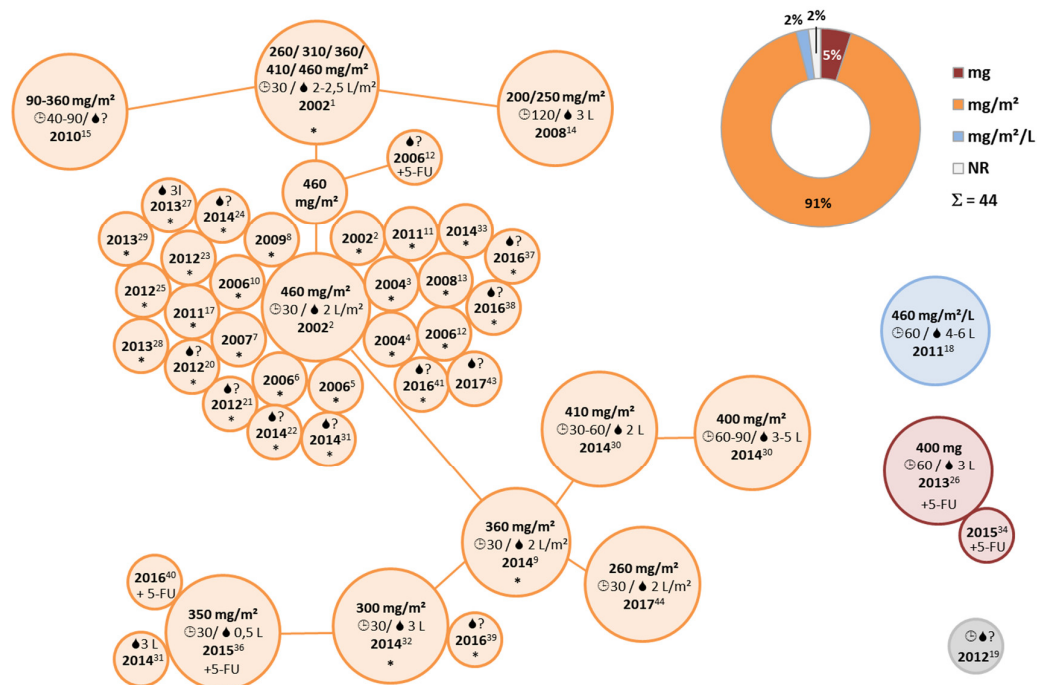 260/ 310/ 360/
410/ 460 mg/m²
30 / 2-2,5 L/m²
2002¹
*
90-360 mg/m²
40-90/ ?
2010¹⁵
200/250 mg/m²
120/ 3 L
2008¹⁴
?
2006¹²
+5-FU
460
mg/m²
3l
2013²⁷
*
?
2014²⁴
*
2013²⁹
*
2009⁸
*
2002²
*
2011¹¹
*
2014³³
*
?
2016³⁷
*
2012²³
*
2012²⁵
*
2006¹⁰
*
460 mg/m²
30 / 2 L/m²
2002²
2004³
*
2008¹³
*
?
2016³⁸
*
2011¹⁷
*
2013²⁸
*
2007⁷
*
2004⁴
*
2006¹²
*
?
2012²⁰
*
?
2012²¹
*
2006⁶
*
2006⁵
*
?
2016⁴¹
*
?
2017⁴³
?
2014²²
*
?
2014³¹
*
410 mg/m²
30-60/ 2 L
2014³⁰
400 mg/m²
60-90/ 3-5 L
2014³⁰
360 mg/m²
30 / 2 L/m²
2014⁹
*
260 mg/m²
30 / 2 L/m²
2017⁴⁴
300 mg/m²
30/ 3 L
2014³²
*
?
2016³⁹
*
2016⁴⁰
+ 5-FU
350 mg/m²
30/ 0,5 L
2015³⁶
+5-FU
3 L
2014³¹
2%
2%
5%
91%
mg
mg/m²
mg/m²/L
NR
Σ = 44
460 mg/m²/L
60/ 4-6 L
2011¹⁸
400 mg
60 / 3 L
2013²⁶
+5-FU
2015³⁴
+5-FU
?
2012¹⁹